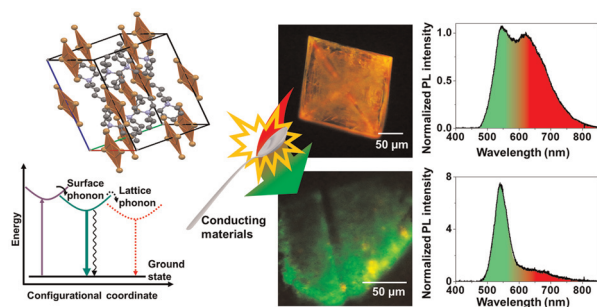 50 µm
Normalized PL intensity
1.0
0.5
0.0
400 500 600 700 800
Wavelength (nm)
Surface
phonon
Lattice
phonon
Energy
Ground
state
Configurational coordinate
Conducting
materials
50 µm
Normalized PL intensity
8
4
0
400 500 600 700 800
Wavelength (nm)